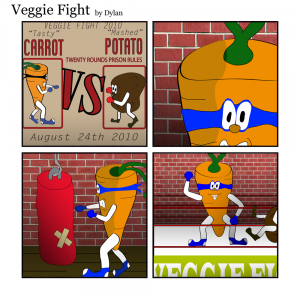 Veggie Fight by Dylan
VEGGIE FIGHT 2010
"Tasty" "Mashed"
CARROT POTATO
TWENTY ROUNDS PRISON RULES
VS
August 24th 2010
VEGGIE FI